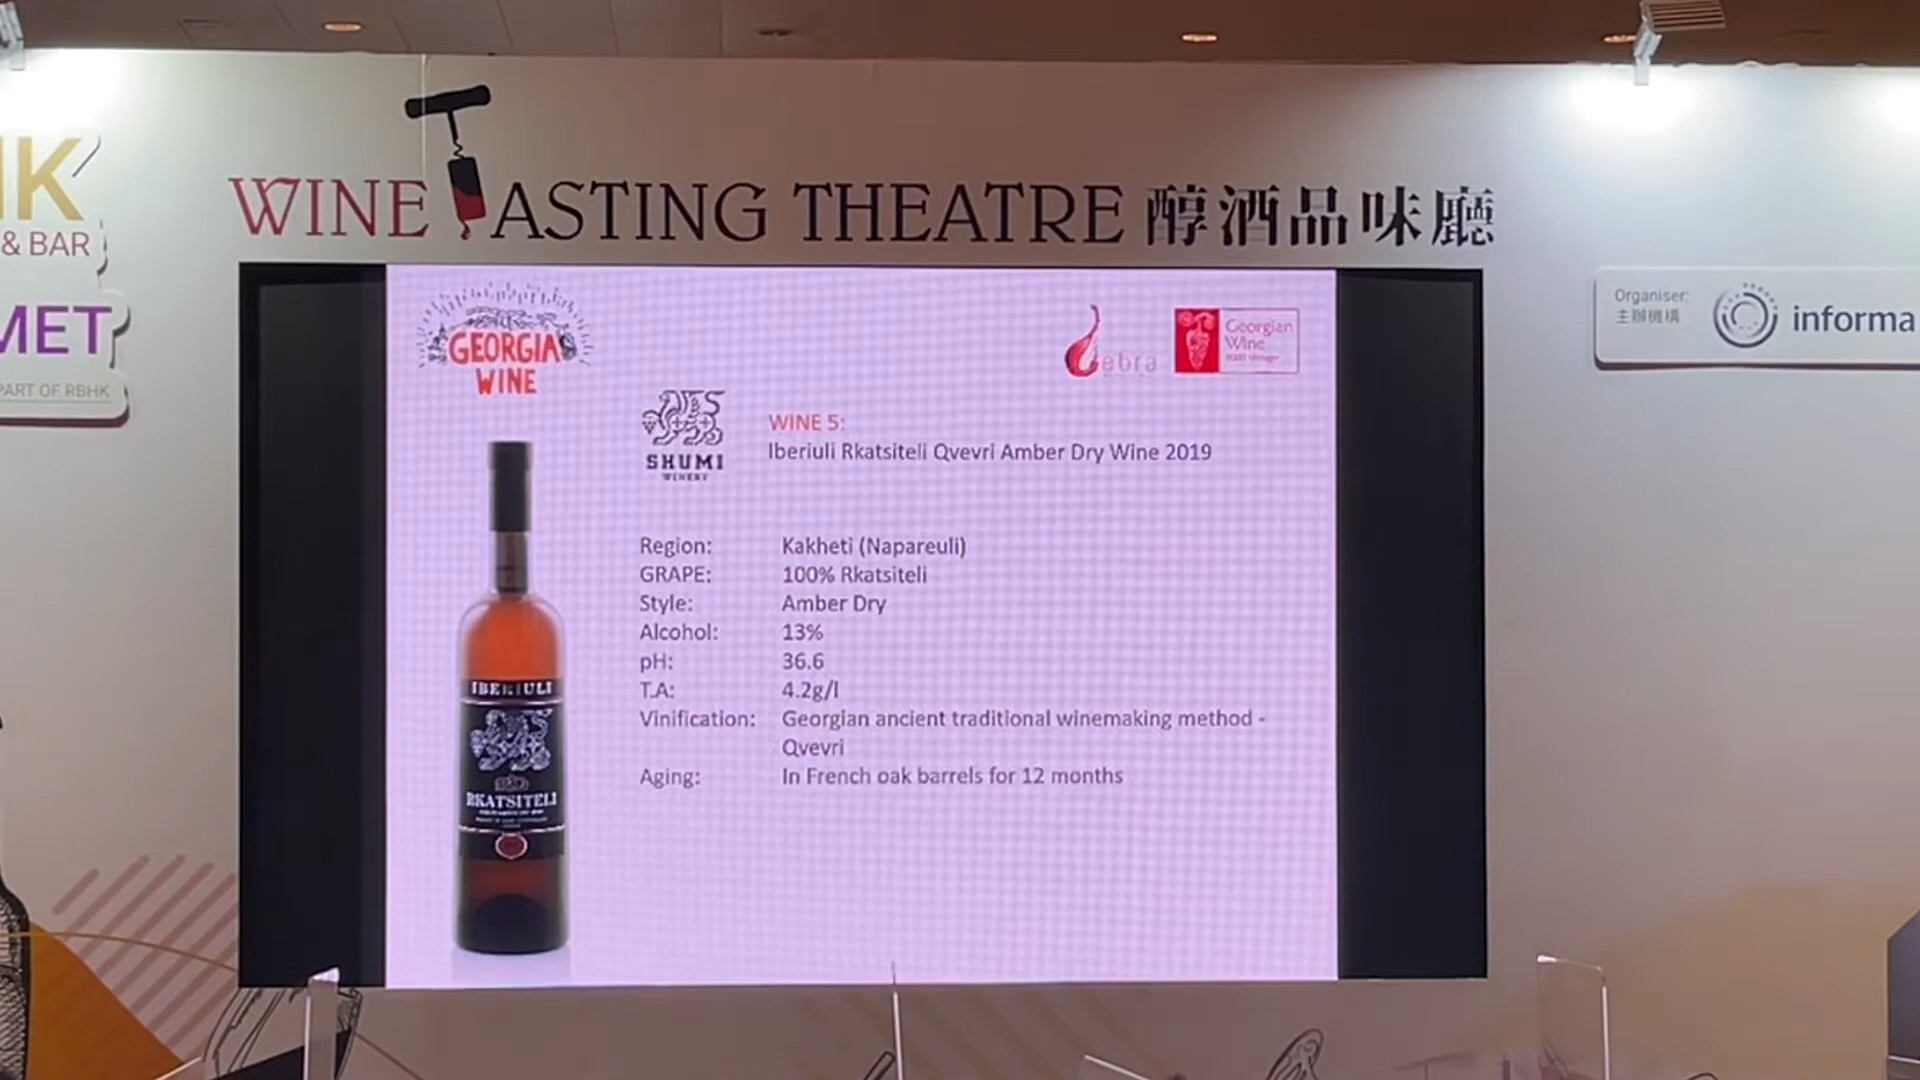 WINE TASTING THEATRE 醇酒品味廳
& BAR
MET
PART OF RBHK
Organiser:
主辦機構
informa
GEORGIA
WINE
ebra
Georgian
Wine
SHUMI
WINERY
WINE 5:
Iberiuli Rkatsiteli Qvevri Amber Dry Wine 2019
Region: Kakheti (Napareuli)
GRAPE: 100% Rkatsiteli
Style: Amber Dry
Alcohol: 13%
pH: 36.6
T.A: 4.2g/l
Vinification: Georgian ancient traditional winemaking method -
Qvevri
Aging: In French oak barrels for 12 months
IBERIULI
RKATSITELI